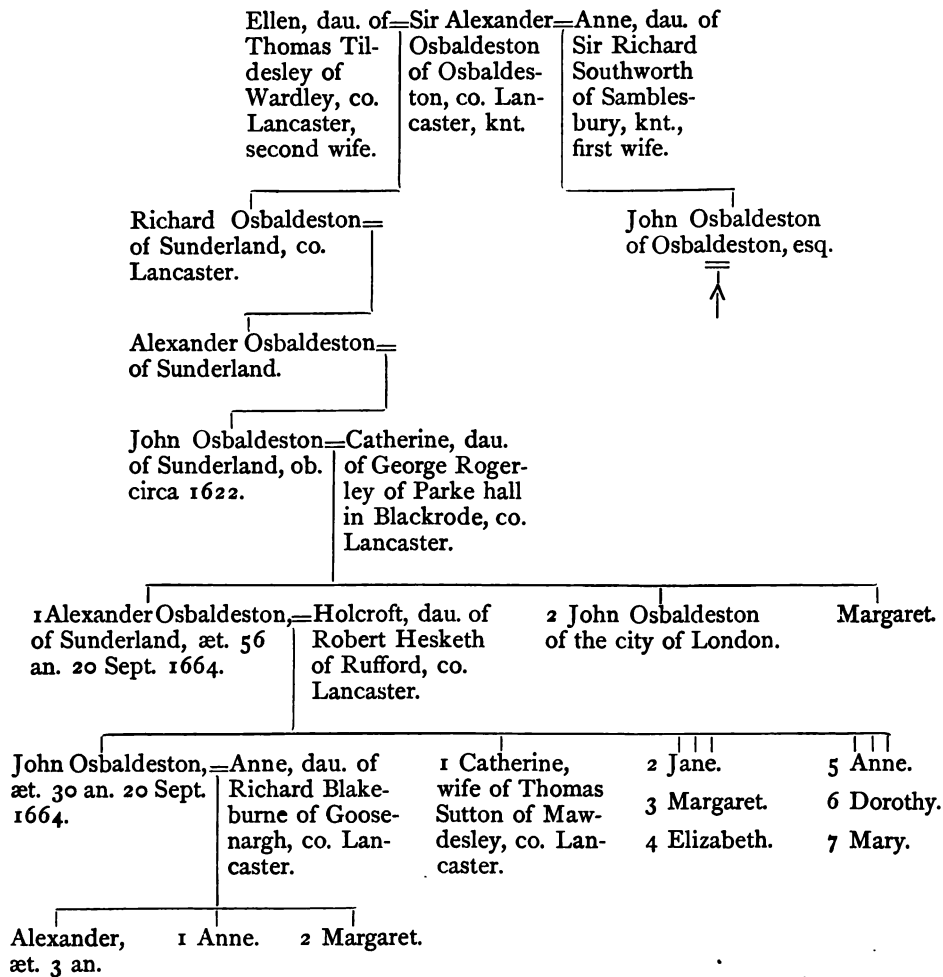 Ellen, dau. of=Sir Alexander=Anne, dau. of
Thomas Til-
desley of
Wardley, co.
Lancaster,
second wife.
Osbaldeston
of Osbaldes-
ton, co. Lan-
caster, knt.
Sir Richard
Southworth
of Sambles-
bury, knt.,
first wife.
Richard Osbaldeston=
of Sunderland, co.
Lancaster.
John Osbaldeston
of Osbaldeston, esq.
Alexander Osbaldeston=
of Sunderland.
John Osbaldeston=Catherine, dau.
of Sunderland, ob.
circa 1622.
of George Roger-
ley of Parke hall
in Blackrode, co.
Lancaster.
1 Alexander Osbaldeston,=Holcroft, dau. of
of Sunderland, æt. 56
an. 20 Sept. 1664.
Robert Hesketh
of Rufford, co.
Lancaster.
2 John Osbaldeston
of the city of London.
Margaret.
John Osbaldeston,=Anne, dau. of
æt. 30 an. 20 Sept.
1664.
Richard Blake-
burne of Goose-
nargh, co. Lan-
caster.
1 Catherine,
wife of Thomas
Sutton of Maw-
desley, co. Lan-
caster.
2 Jane.
3 Margaret.
4 Elizabeth.
5 Anne.
6 Dorothy.
7 Mary.
Alexander,
æt. 3 an.
1 Anne.
2 Margaret.